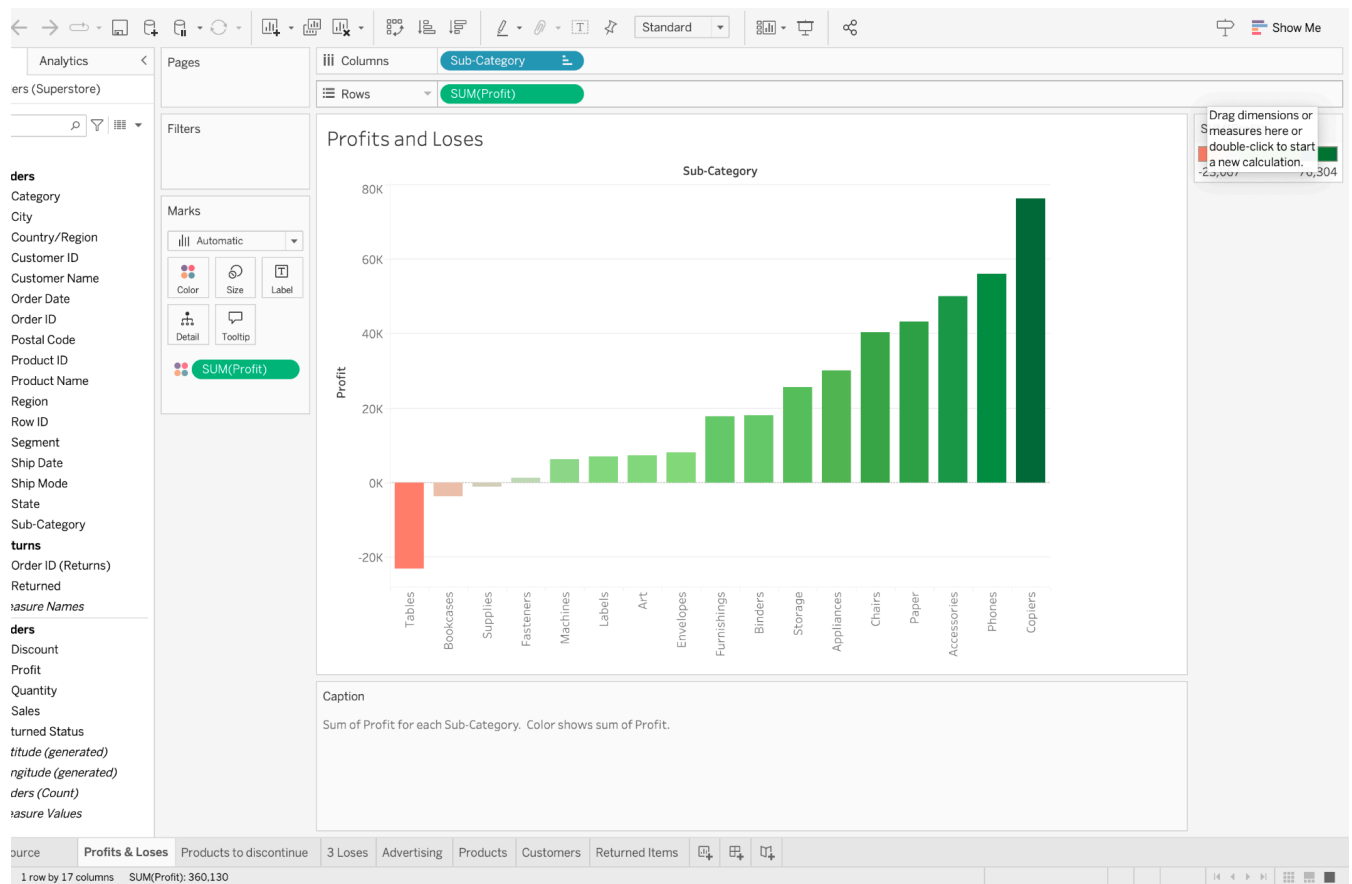 Standard
Show Me
Analytics
Pages
Columns
Sub-Category
ers (Superstore)
Rows
SUM(Profit)
Filters
Drag dimensions or
measures here or
double-click to start
a new calculation.
76,304
Profits and Loses
Sub-Category
ders
Category
City
Country/Region
Customer ID
Customer Name
Order Date
Order ID
Postal Code
Product ID
Product Name
Region
Row ID
Segment
Ship Date
Ship Mode
State
Sub-Category
turns
Order ID (Returns)
Returned
easure Names
ders
Discount
Profit
Quantity
Sales
turned Status
titude (generated)
ngitude (generated)
ders (Count)
easure Values
Marks
Automatic
Color
Size
Label
Detail
Tooltip
SUM(Profit)
80K
60K
40K
20K
0K
-20K
Profit
Tables
Bookcases
Supplies
Fasteners
Machines
Labels
Art
Envelopes
Furnishings
Binders
Storage
Appliances
Chairs
Paper
Accessories
Phones
Copiers
Caption
Sum of Profit for each Sub-Category. Color shows sum of Profit.
ource
Profits & Loses
Products to discontinue
3 Loses
Advertising
Products
Customers
Returned Items
1 row by 17 columns SUM(Profit): 360,130